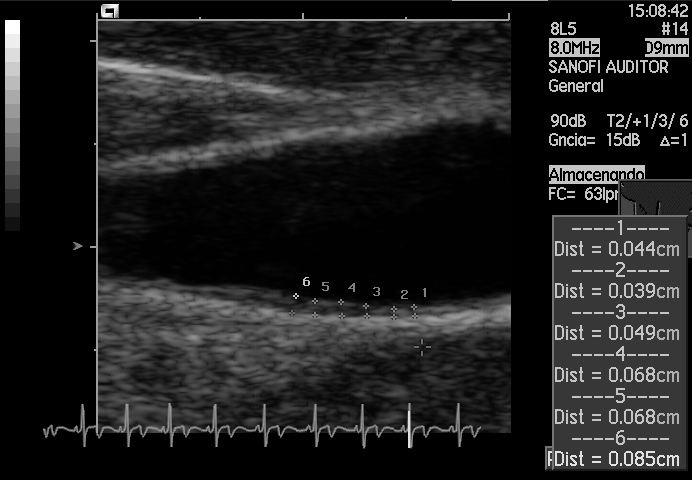 15:08:42
8L5 #14
8.0MHz D9mm
SANOFI AUDITOR
General
90dB T2/+1/3/ 6
Gncia= 15dB Δ=1
Almacenando
FC= 63lpr
6 5 4 3 2 1
----1----
Dist = 0.044cm
----2----
Dist = 0.039cm
----3----
Dist = 0.049cm
----4----
Dist = 0.068cm
----5----
Dist = 0.068cm
----6----
Dist = 0.085cm